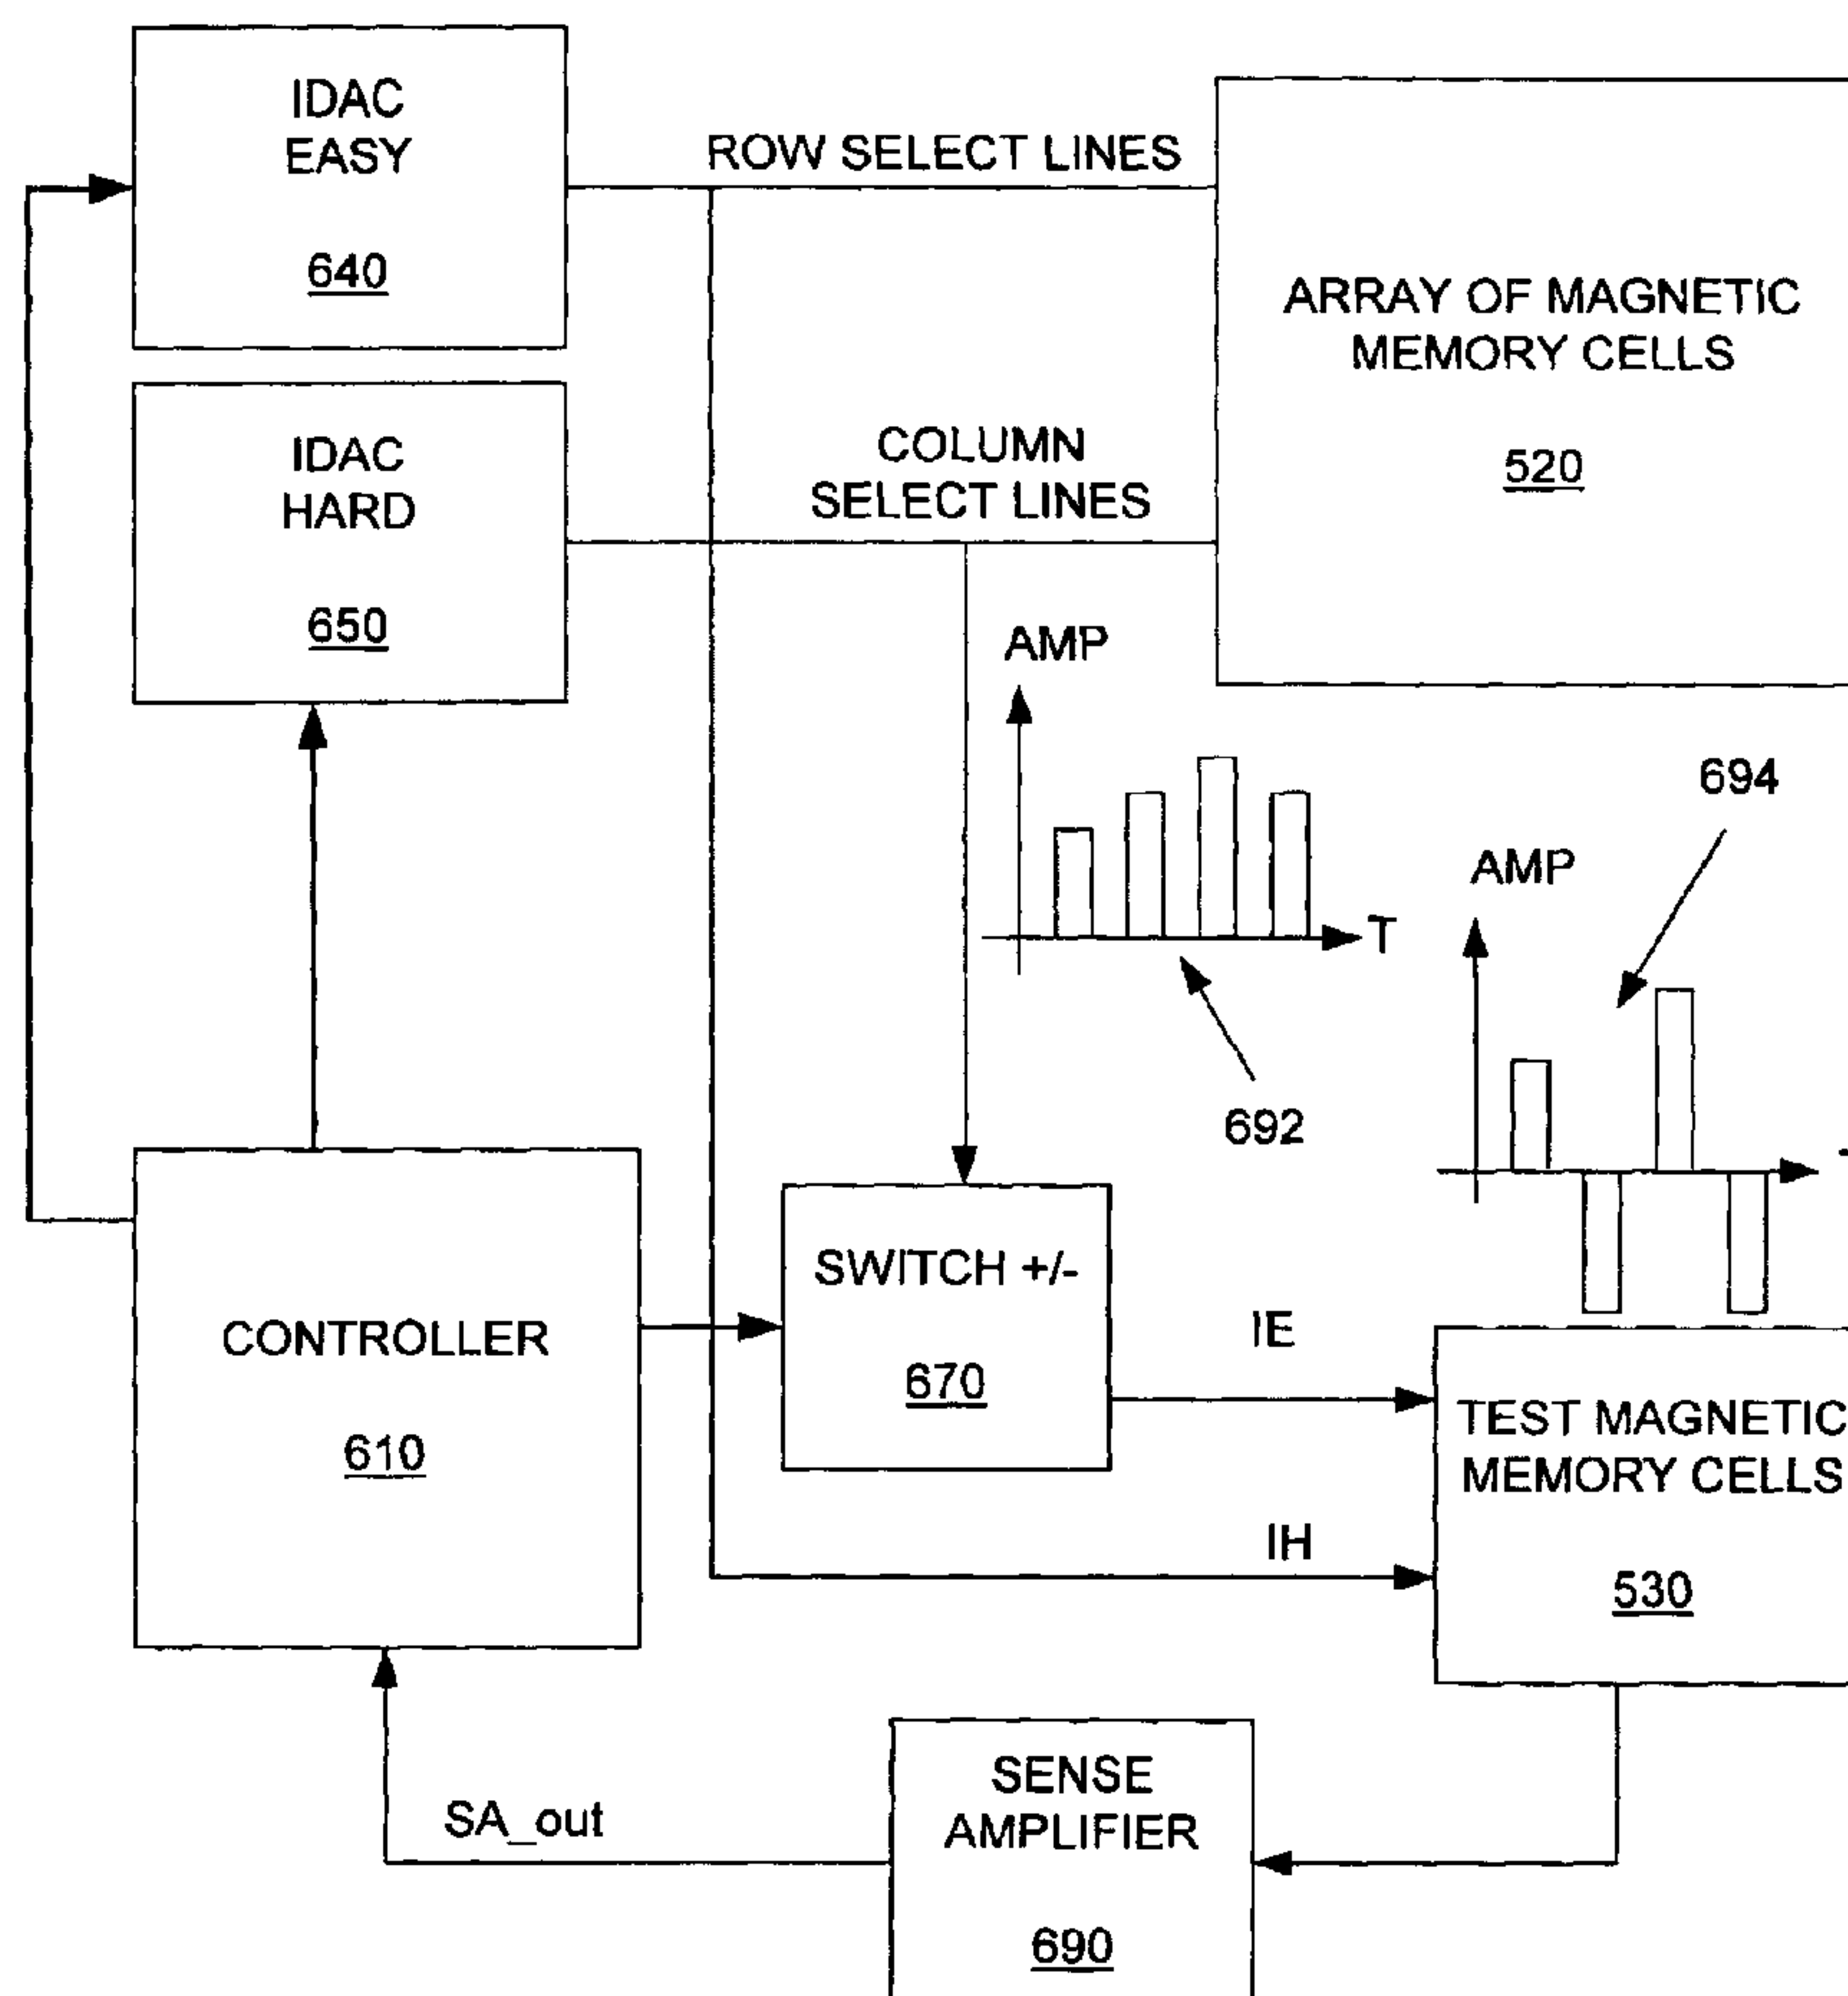 IDAC
EASY
640
ROW SELECT LINES
ARRAY OF MAGNETIC
MEMORY CELLS
520
IDAC
HARD
650
COLUMN
SELECT LINES
AMP
T
692
694
AMP
CONTROLLER
610
SWITCH +/-
670
IE
IH
TEST MAGNETIC
MEMORY CELLS
530
SA_out
SENSE
AMPLIFIER
690